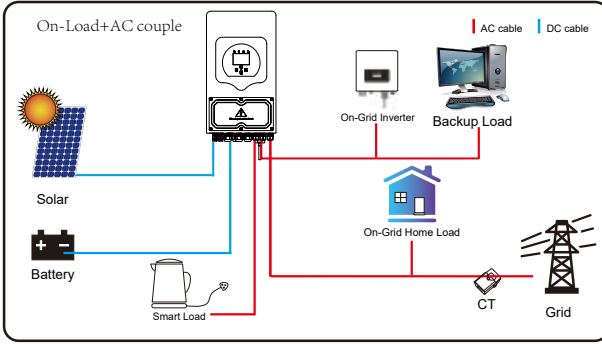 On-Load+AC couple
AC cable
DC cable
On-Grid Inverter
Backup Load
Solar
On-Grid Home Load
Battery
Smart Load
CT
Grid